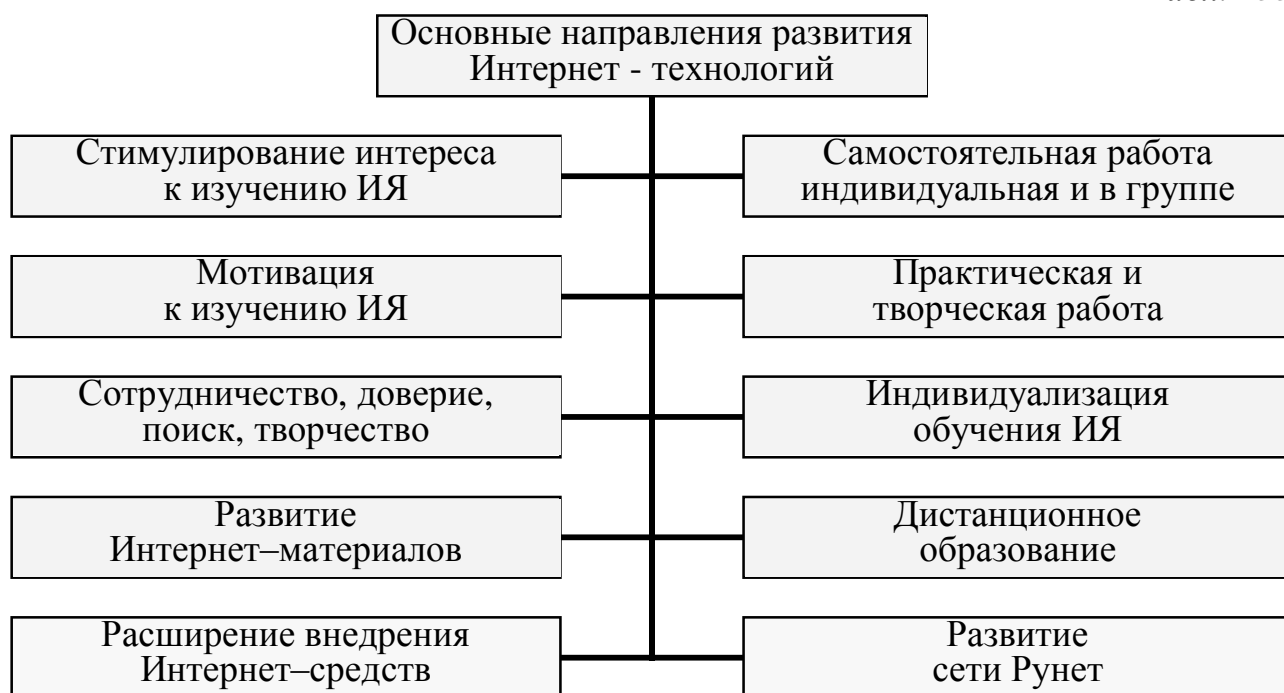 Основные направления развития
Интернет - технологий
Стимулирование интереса
к изучению ИЯ
Самостоятельная работа
индивидуальная и в группе
Мотивация
к изучению ИЯ
Практическая и
творческая работа
Сотрудничество, доверие,
поиск, творчество
Индивидуализация
обучения ИЯ
Развитие
Интернет–материалов
Дистанционное
образование
Расширение внедрения
Интернет–средств
Развитие
сети Рунет